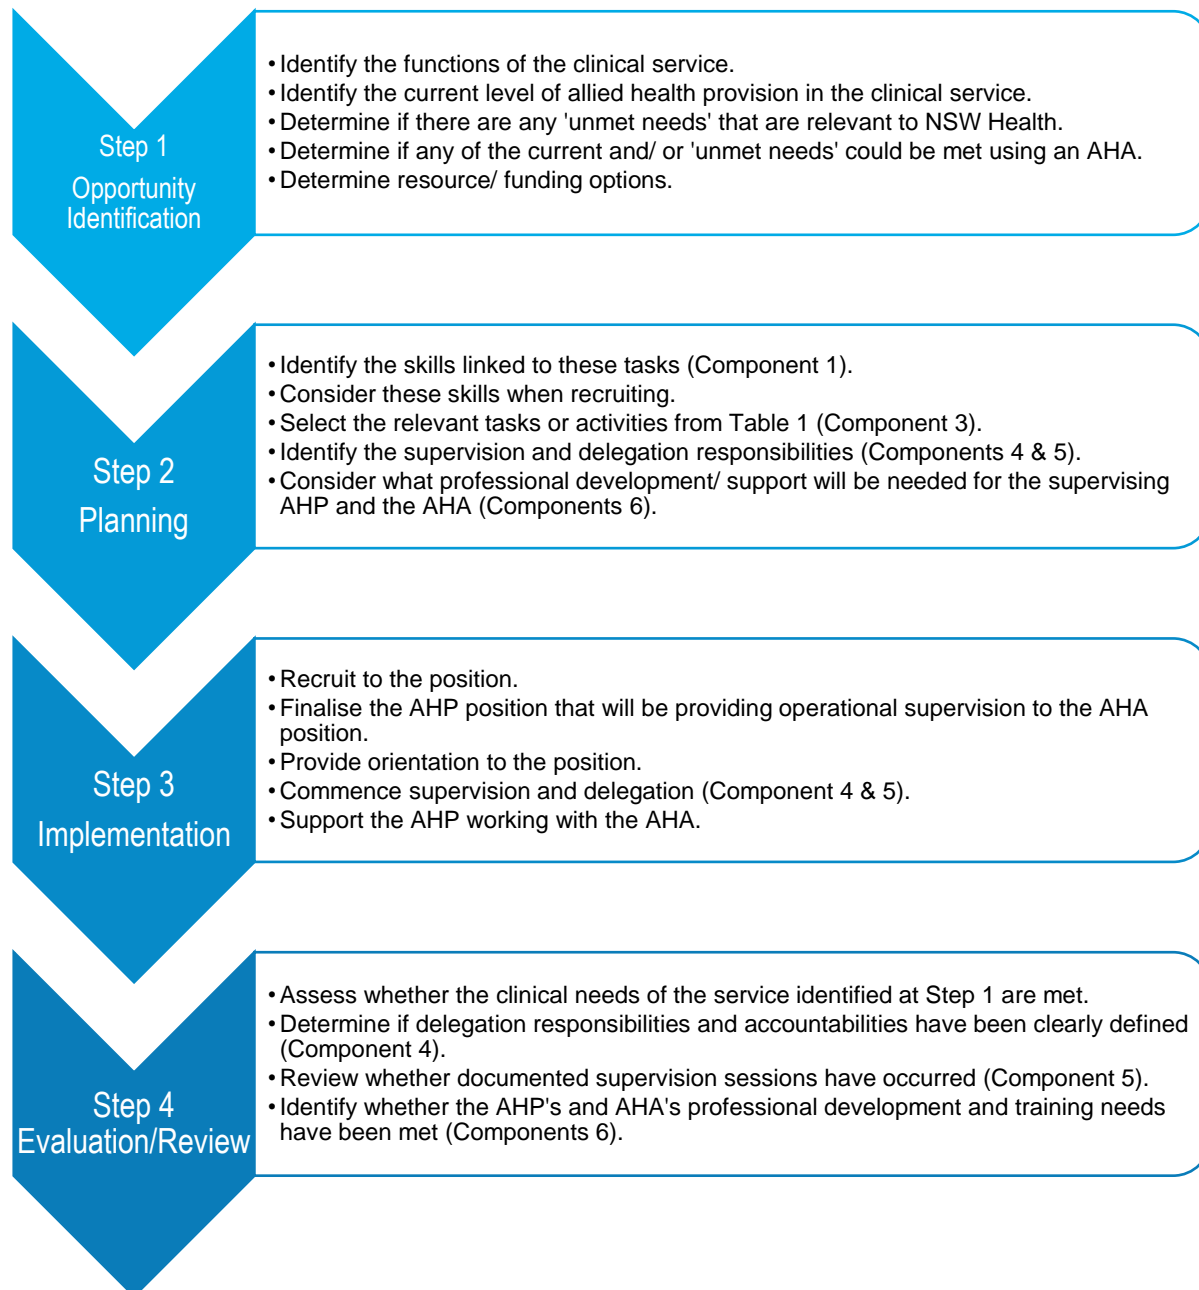 Step 1
Opportunity
Identification
•Identify the functions of the clinical service.
•Identify the current level of allied health provision in the clinical service.
•Determine if there are any 'unmet needs' that are relevant to NSW Health.
•Determine if any of the current and/ or 'unmet needs' could be met using an AHA.
•Determine resource/ funding options.
Step 2
Planning
•Identify the skills linked to these tasks (Component 1).
•Consider these skills when recruiting.
•Select the relevant tasks or activities from Table 1 (Component 3).
•Identify the supervision and delegation responsibilities (Components 4 & 5).
•Consider what professional development/ support will be needed for the supervising
AHP and the AHA (Components 6).
Step 3
Implementation
•Recruit to the position.
•Finalise the AHP position that will be providing operational supervision to the AHA
position.
•Provide orientation to the position.
•Commence supervision and delegation (Component 4 & 5).
•Support the AHP working with the AHA.
Step 4
Evaluation/Review
•Assess whether the clinical needs of the service identified at Step 1 are met.
•Determine if delegation responsibilities and accountabilities have been clearly defined
(Component 4).
•Review whether documented supervision sessions have occurred (Component 5).
•Identify whether the AHP's and AHA's professional development and training needs
have been met (Components 6).